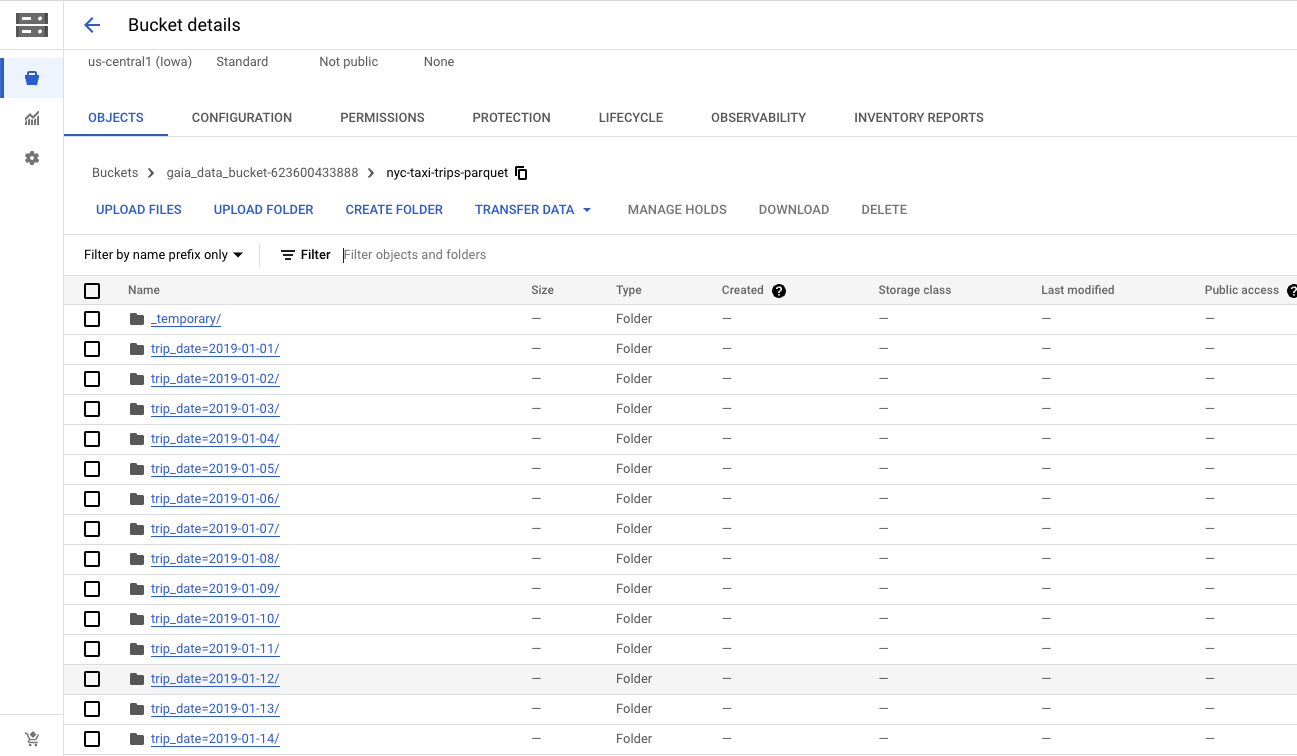 Bucket details
us-central1 (Iowa) Standard Not public None
OBJECTS CONFIGURATION PERMISSIONS PROTECTION LIFECYCLE OBSERVABILITY INVENTORY REPORTS
Buckets > gaia_data_bucket-623600433888 > nyc-taxi-trips-parquet
UPLOAD FILES UPLOAD FOLDER CREATE FOLDER TRANSFER DATA MANAGE HOLDS DOWNLOAD DELETE
Filter by name prefix only Filter Filter objects and folders
Name Size Type Created ? Storage class Last modified Public access ?
_temporary/ — Folder — — — —
trip_date=2019-01-01/ — Folder — — — —
trip_date=2019-01-02/ — Folder — — — —
trip_date=2019-01-03/ — Folder — — — —
trip_date=2019-01-04/ — Folder — — — —
trip_date=2019-01-05/ — Folder — — — —
trip_date=2019-01-06/ — Folder — — — —
trip_date=2019-01-07/ — Folder — — — —
trip_date=2019-01-08/ — Folder — — — —
trip_date=2019-01-09/ — Folder — — — —
trip_date=2019-01-10/ — Folder — — — —
trip_date=2019-01-11/ — Folder — — — —
trip_date=2019-01-12/ — Folder — — — —
trip_date=2019-01-13/ — Folder — — — —
trip_date=2019-01-14/ — Folder — — — —